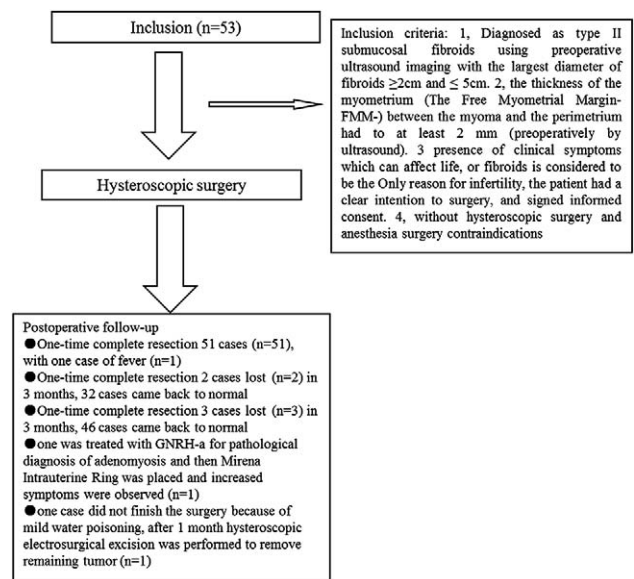 Inclusion (n=53)
Inclusion criteria: 1, Diagnosed as type II
submucosal fibroids using preoperative
ultrasound imaging with the largest diameter of
fibroids ≥2cm and ≤ 5cm. 2, the thickness of the
myometrium (The Free Myometrial Margin-
FMM-) between the myoma and the perimetrium
had to at least 2 mm (preoperatively by
ultrasound). 3 presence of clinical symptoms
which can affect life, or fibroids is considered to
be the Only reason for infertility, the patient had a
clear intention to surgery, and signed informed
consent. 4, without hysteroscopic surgery and
anesthesia surgery contraindications
Hysteroscopic surgery
Postoperative follow-up
●One-time complete resection 51 cases (n=51),
with one case of fever (n=1)
●One-time complete resection 2 cases lost (n=2) in
3 months, 32 cases came back to normal
●One-time complete resection 3 cases lost (n=3) in
3 months, 46 cases came back to normal
●one was treated with GNRH-a for pathological
diagnosis of adenomyosis and then Mirena
Intrauterine Ring was placed and increased
symptoms were observed (n=1)
●one case did not finish the surgery because of
mild water poisoning, after 1 month hysteroscopic
electrosurgical excision was performed to remove
remaining tumor (n=1)